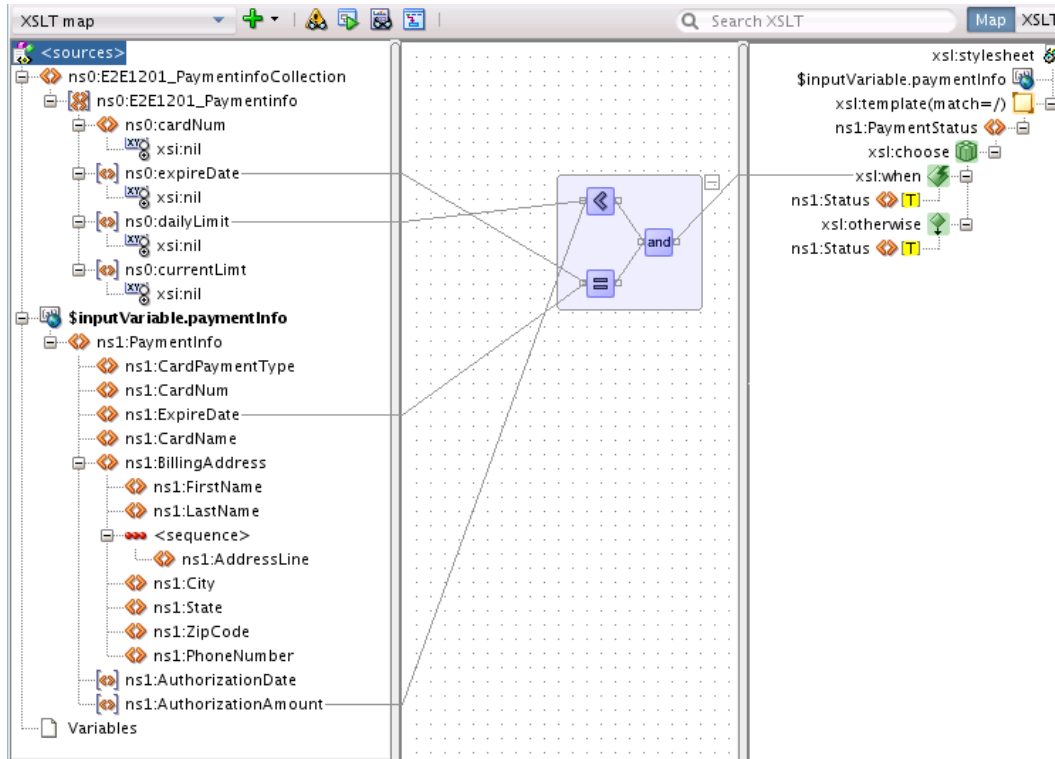 XSLT map
Search XSLT
Map
XSLT
<sources>
ns0:E2E1201_PaymentinfoCollection
ns0:E2E1201_Paymentinfo
ns0:cardNum
xsi:nil
ns0:expireDate
xsi:nil
ns0:dailyLimit
xsi:nil
ns0:currentLimt
xsi:nil
$inputVariable.paymentInfo
ns1:PaymentInfo
ns1:CardPaymentType
ns1:CardNum
ns1:ExpireDate
ns1:CardName
ns1:BillingAddress
ns1:FirstName
ns1:LastName
<sequence>
ns1:AddressLine
ns1:City
ns1:State
ns1:ZipCode
ns1:PhoneNumber
ns1:AuthorizationDate
ns1:AuthorizationAmount
Variables
<
and
=
xsl:stylesheet
$inputVariable.paymentInfo
xsl:template(match=/)
ns1:PaymentStatus
xsl:choose
xsl:when
ns1:Status [T]
xsl:otherwise
ns1:Status [T]